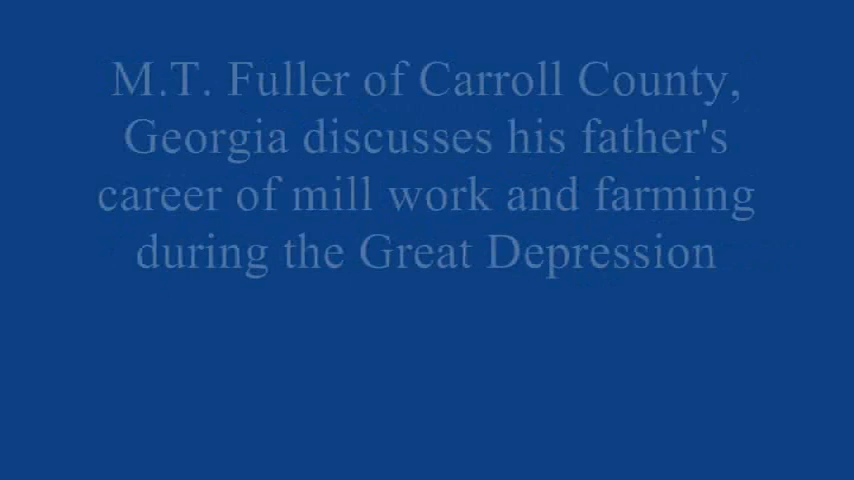 M.T. Fuller of Carroll County,
Georgia discusses his father's
career of mill work and farming
during the Great Depression